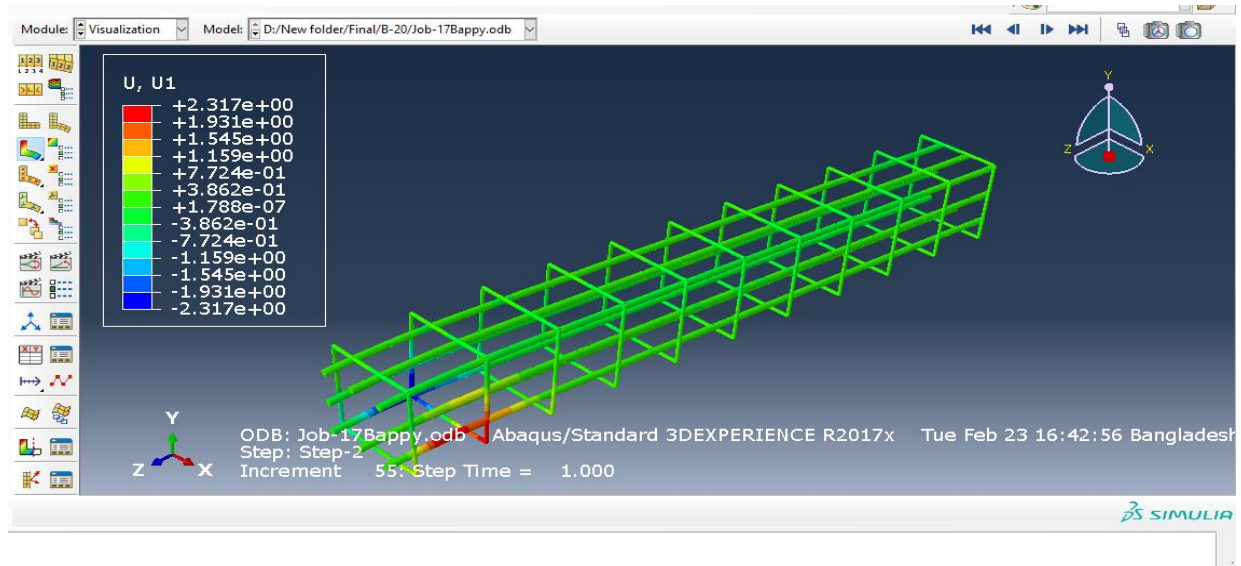 Module: Visualization Model: D:/New folder/Final/B-20/Job-17Bappy.odb
U, U1
+2.317e+00
+1.931e+00
+1.545e+00
+1.159e+00
+7.724e-01
+3.862e-01
+1.788e-07
-3.862e-01
-7.724e-01
-1.159e+00
-1.545e+00
-1.931e+00
-2.317e+00
Y
Z X
Y
Z X
ODB: Job-17Bappy.odb Abaqus/Standard 3DEXPERIENCE R2017x Tue Feb 23 16:42:56 Bangladesh
Step: Step-2
Increment 55: Step Time = 1.000
SIMULIA